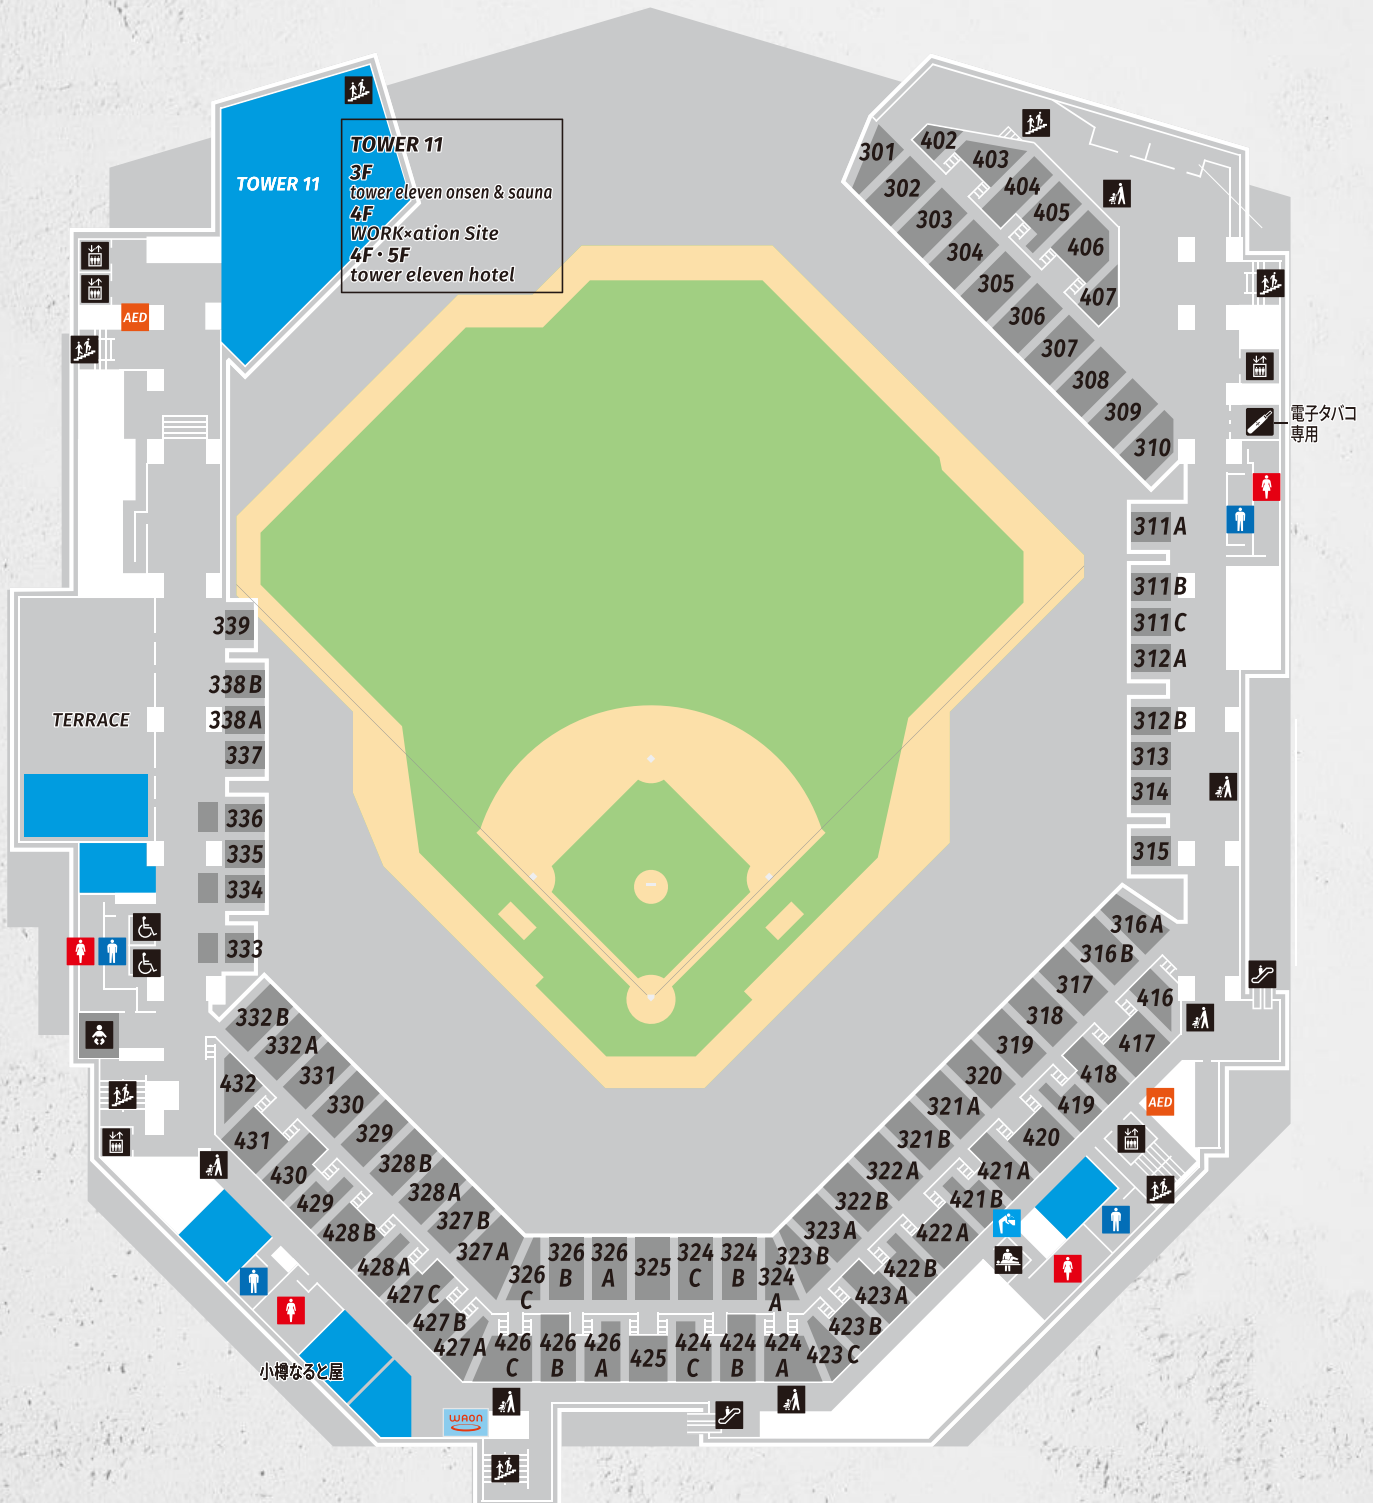 TOWER 11
TOWER 11
3F
tower eleven onsen & sauna
4F
WORK×ation Site
4F・5F
tower eleven hotel
AED
TERRACE
電子タバコ
専用
301
302
303
304
305
306
307
308
309
310
402
403
404
405
406
407
311A
311B
311C
312A
312B
313
314
315
339
338B
338A
337
336
335
334
333
316A
316B
317
318
319
320
321A
321B
322A
322B
323A
323B
416
417
418
419
420
421A
421B
422A
422B
423A
423B
423C
AED
332B
332A
331
330
329
328B
328A
327B
327A
432
431
430
429
428B
428A
427C
427B
427A
326
C
326
B
326
A
325
324
C
324
B
324
A
426
C
426
B
426
A
425
424
C
424
B
424
A
小樽なると屋
WAON